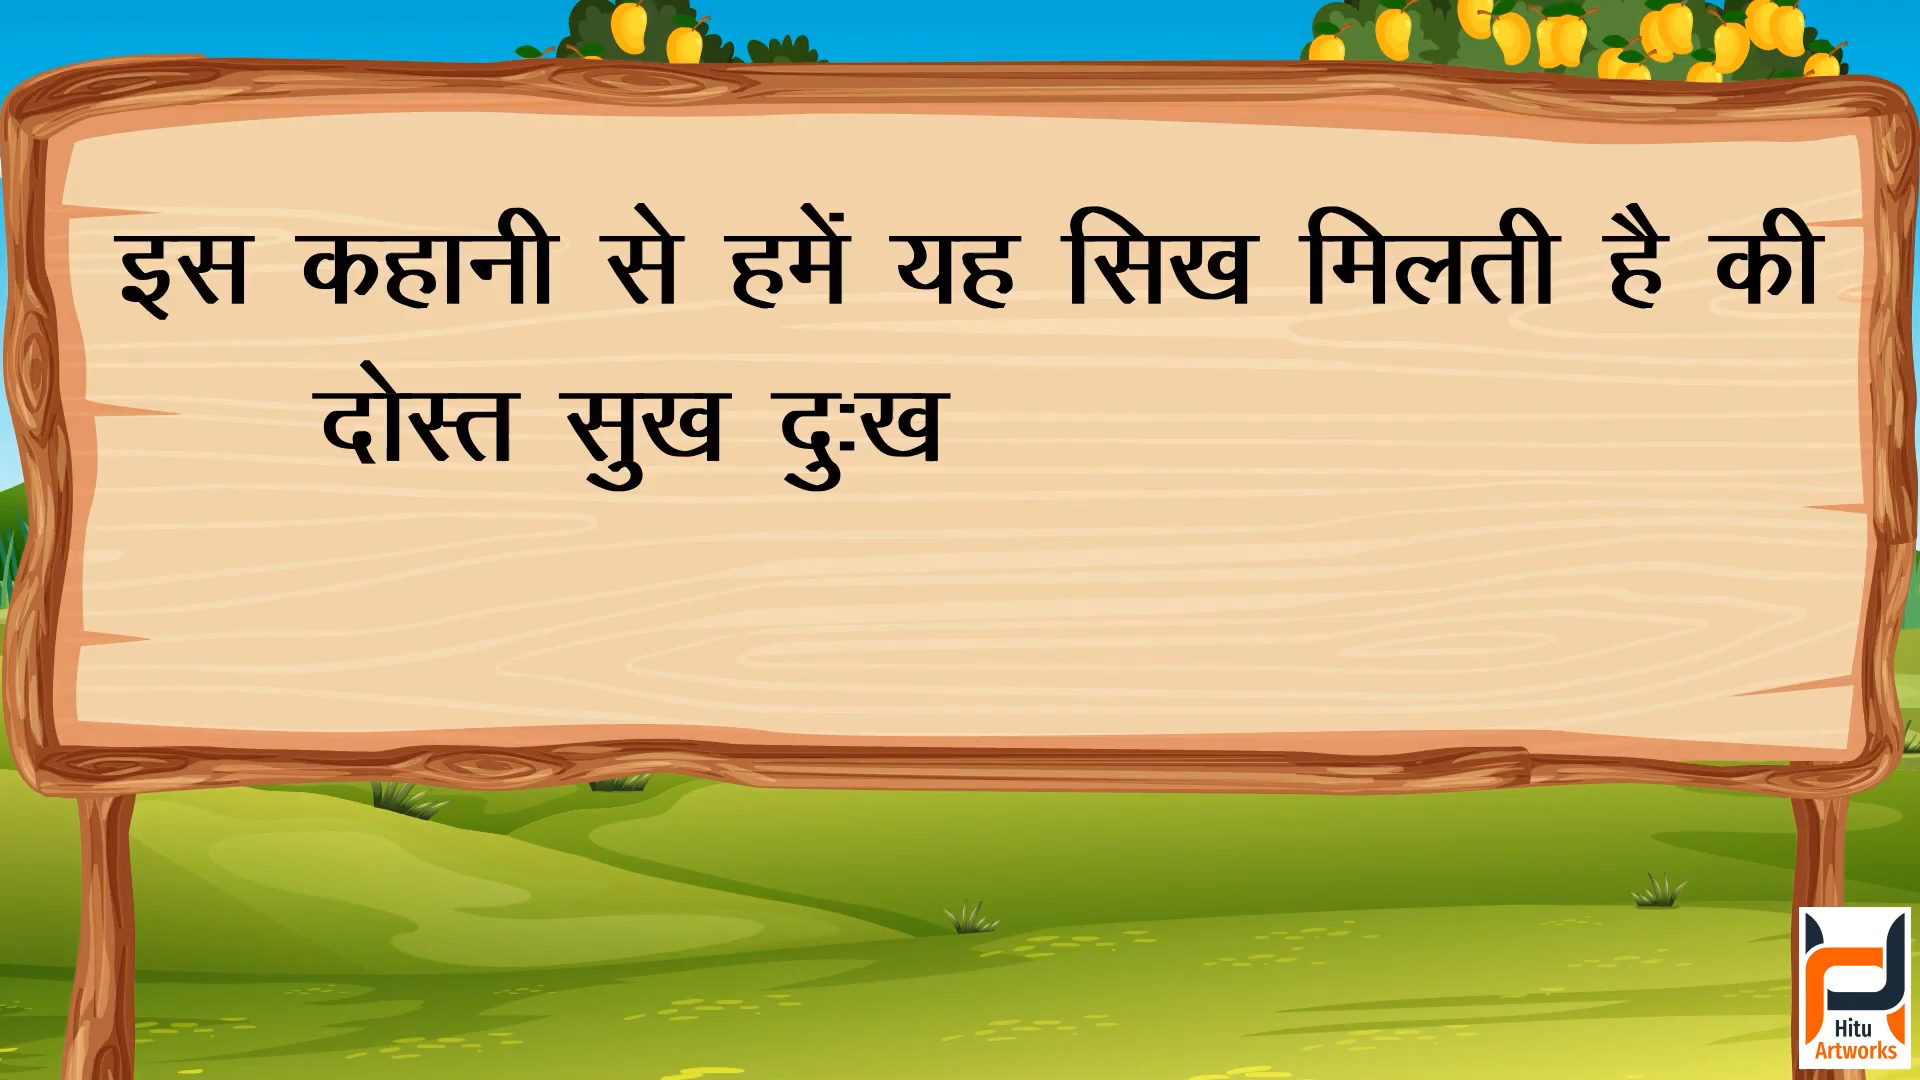 इस कहानी से हमें यह सिख मिलती है की
दोस्त सुख दुःख
Hitu
Artworks